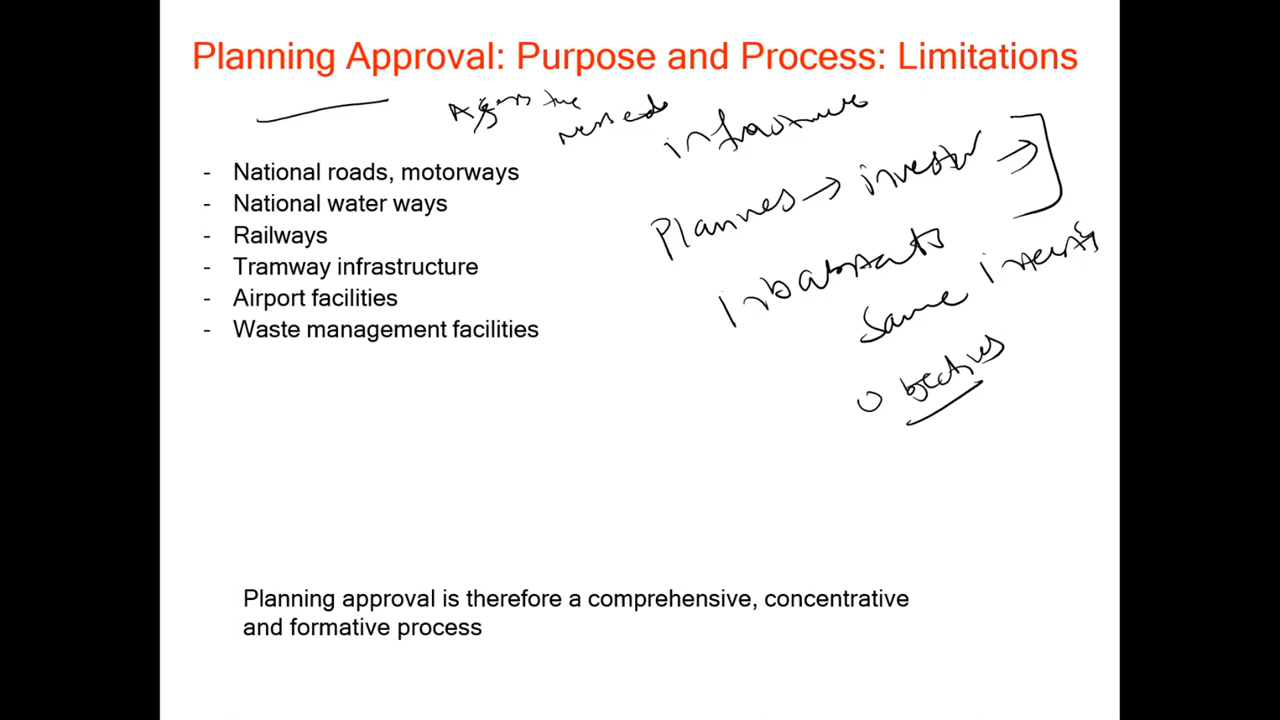 Planning Approval: Purpose and Process: Limitations
infrastructure
- National roads, motorways
- National water ways
- Railways
- Tramway infrastructure
- Airport facilities
- Waste management facilities
Planners → investor →
Inhabitants
Same interests
Objectives
Planning approval is therefore a comprehensive, concentrative
and formative process